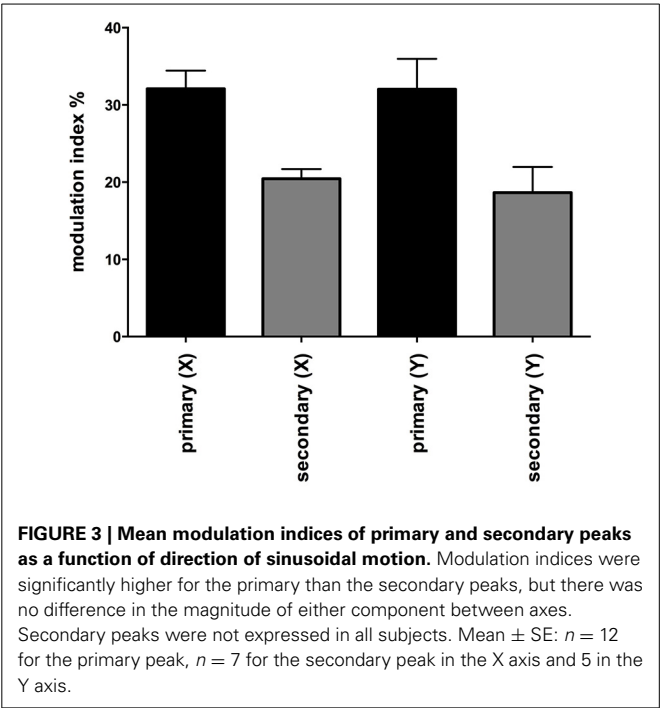 40
30
20
10
0
modulation index %
primary (X)
secondary (X)
primary (Y)
secondary (Y)
FIGURE 3 | Mean modulation indices of primary and secondary peaks
as a function of direction of sinusoidal motion. Modulation indices were
significantly higher for the primary than the secondary peaks, but there was
no difference in the magnitude of either component between axes.
Secondary peaks were not expressed in all subjects. Mean ± SE: n = 12
for the primary peak, n = 7 for the secondary peak in the X axis and 5 in the
Y axis.